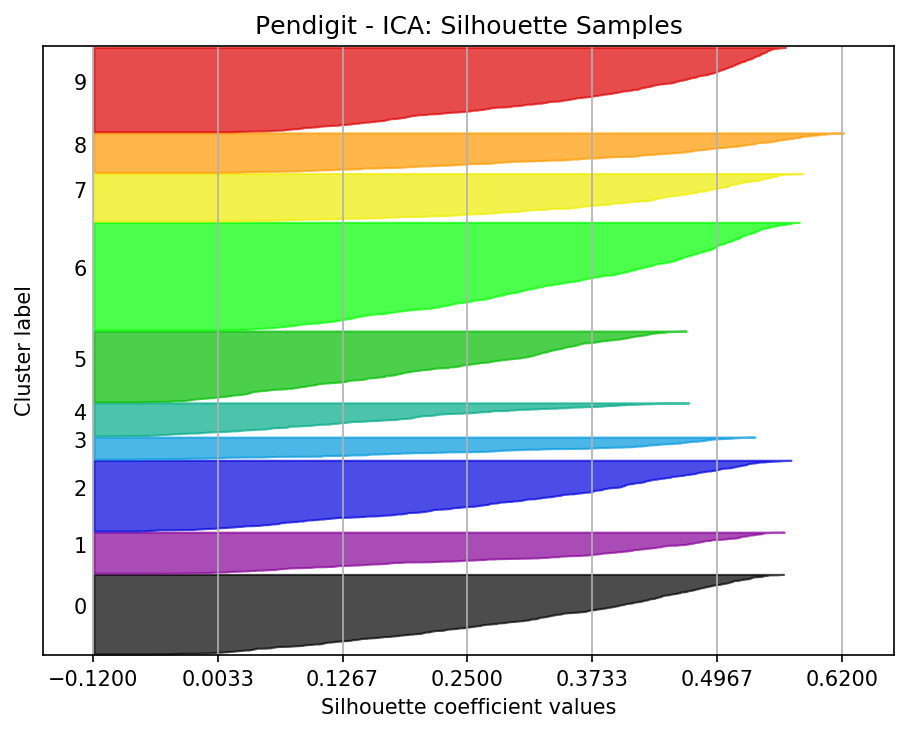 Pendigit - ICA: Silhouette Samples
9
8
7
6
5
4
3
2
1
0
Cluster label
−0.1200 0.0033 0.1267 0.2500 0.3733 0.4967 0.6200
Silhouette coefficient values